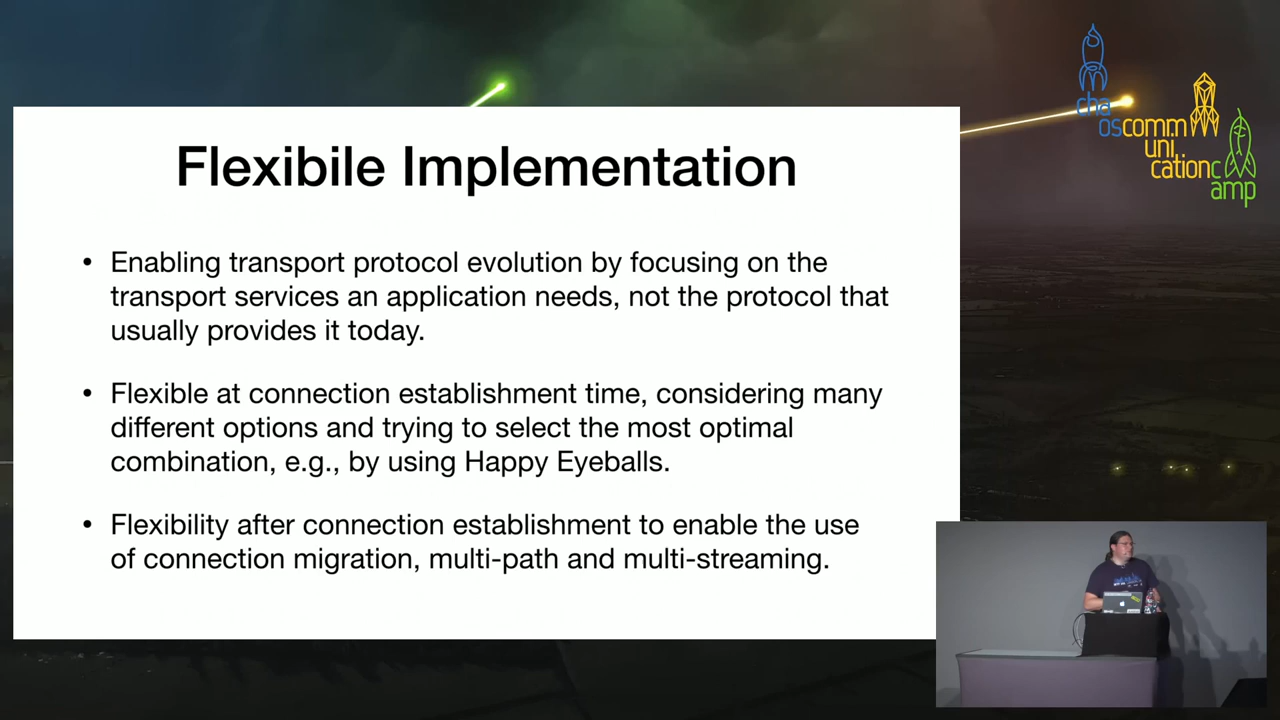 Flexibile Implementation
• Enabling transport protocol evolution by focusing on the
transport services an application needs, not the protocol that
usually provides it today.
• Flexible at connection establishment time, considering many
different options and trying to select the most optimal
combination, e.g., by using Happy Eyeballs.
• Flexibility after connection establishment to enable the use
of connection migration, multi-path and multi-streaming.
cha
oscomm
uni
cationc
amp